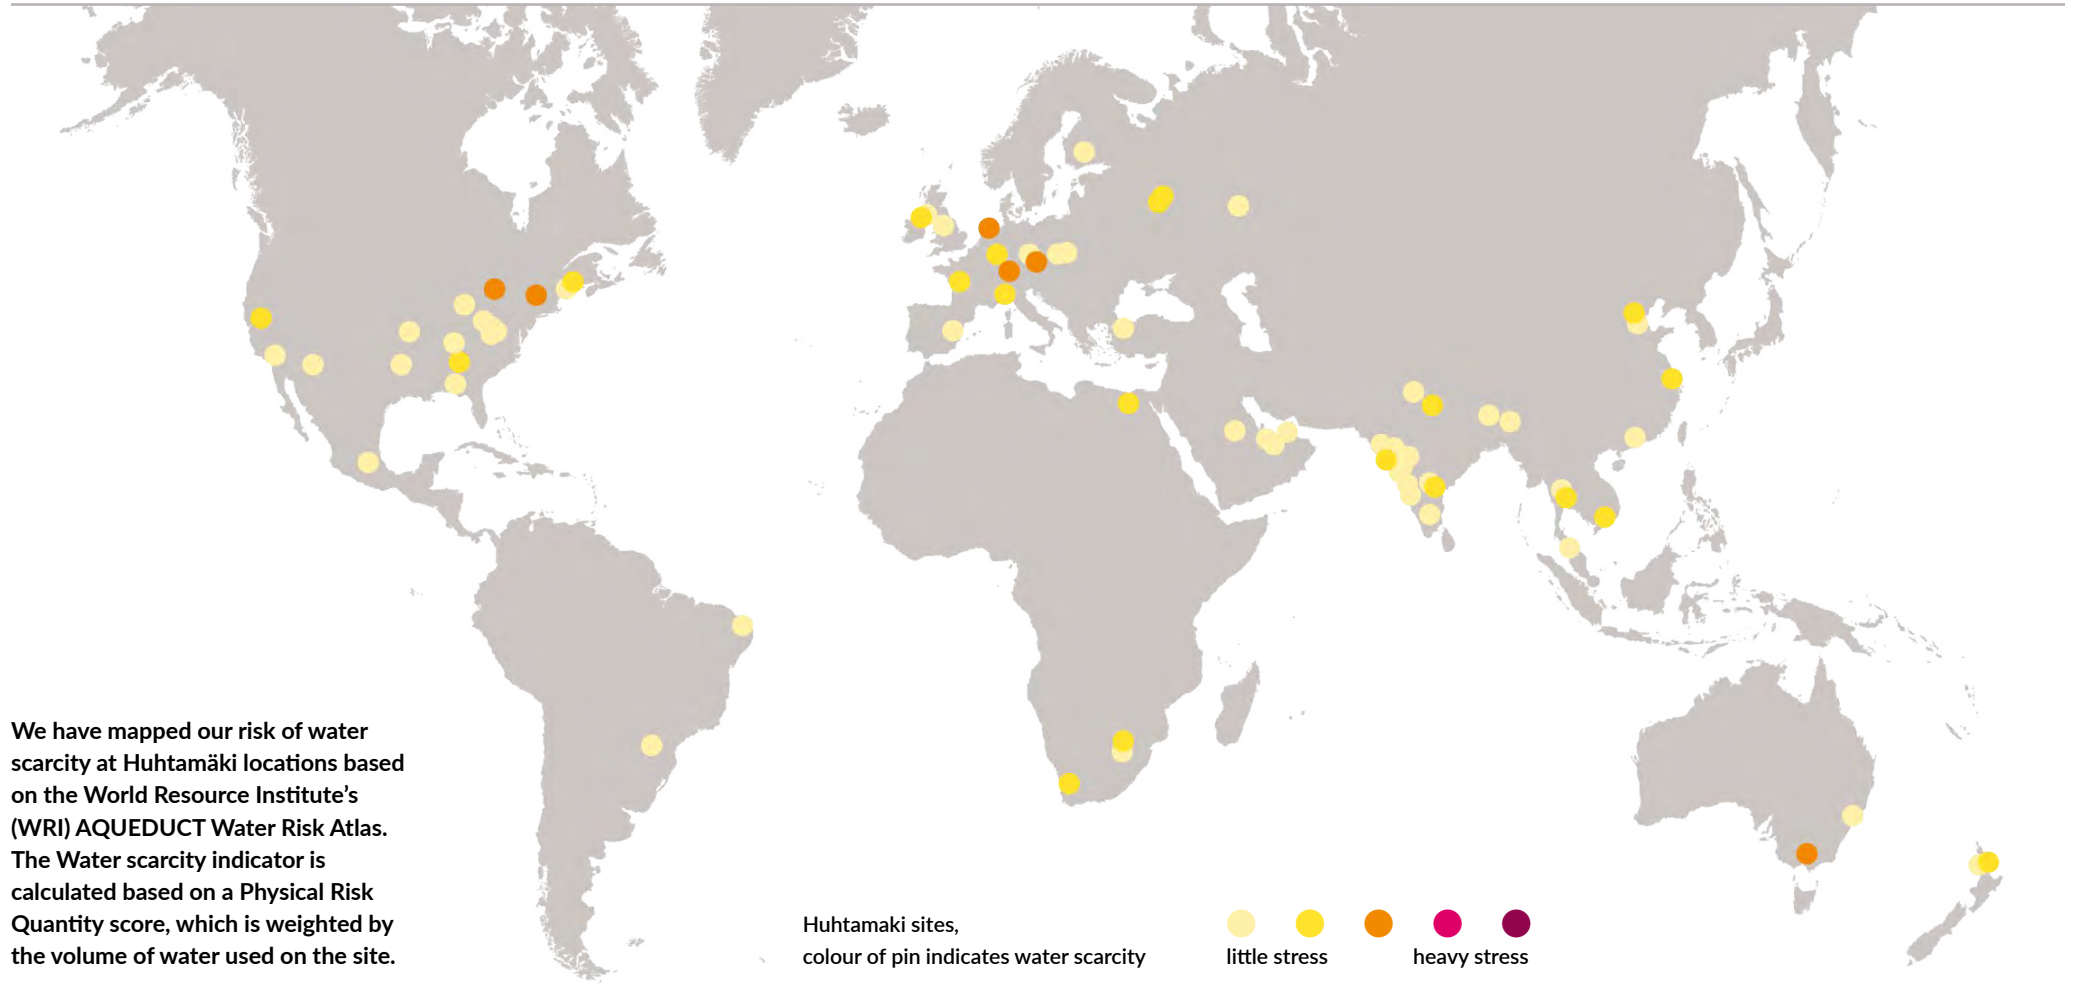 We have mapped our risk of water
scarcity at Huhtamäki locations based
on the World Resource Institute’s
(WRI) AQUEDUCT Water Risk Atlas.
The Water scarcity indicator is
calculated based on a Physical Risk
Quantity score, which is weighted by
the volume of water used on the site.
Huhtamaki sites,
colour of pin indicates water scarcity
little stress
heavy stress